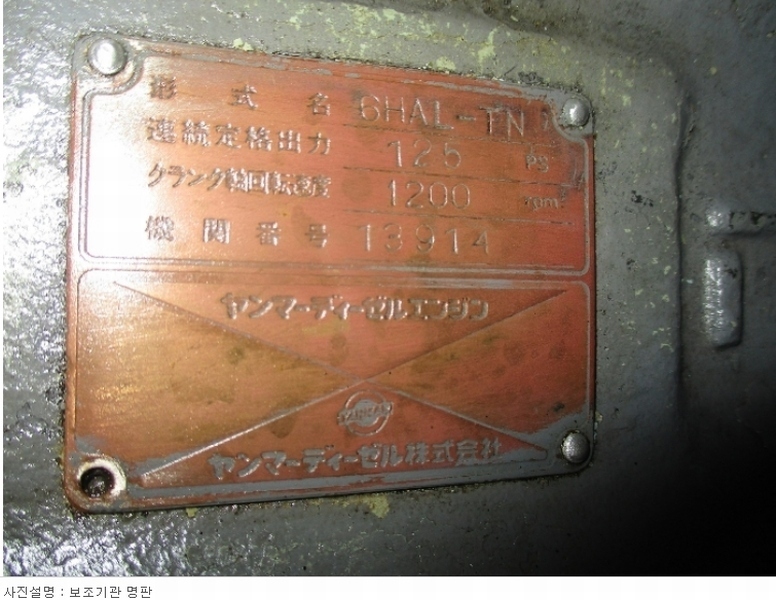 形式名 6HAL-TN
連続定格出力 125 PS
クランク軸回転速度 1200 rpm
機関番号 13914
ヤンマーディーゼルエンジン
YANMAR
ヤンマーディーゼル株式会社
사진설명 : 보조기관 명판